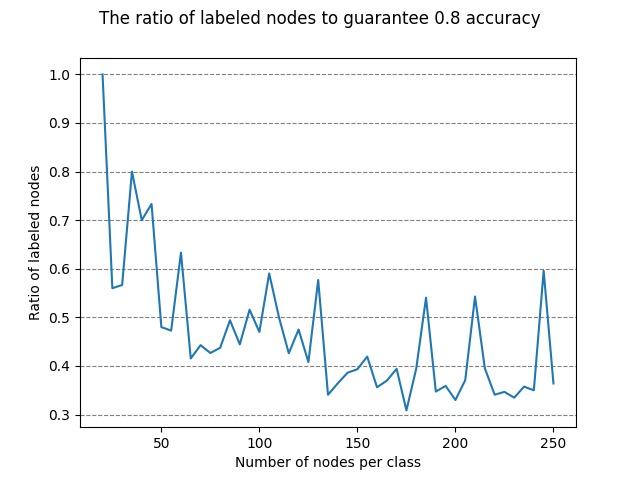 The ratio of labeled nodes to guarantee 0.8 accuracy
1.0
0.9
0.8
0.7
0.6
0.5
0.4
0.3
Ratio of labeled nodes
50 100 150 200 250
Number of nodes per class